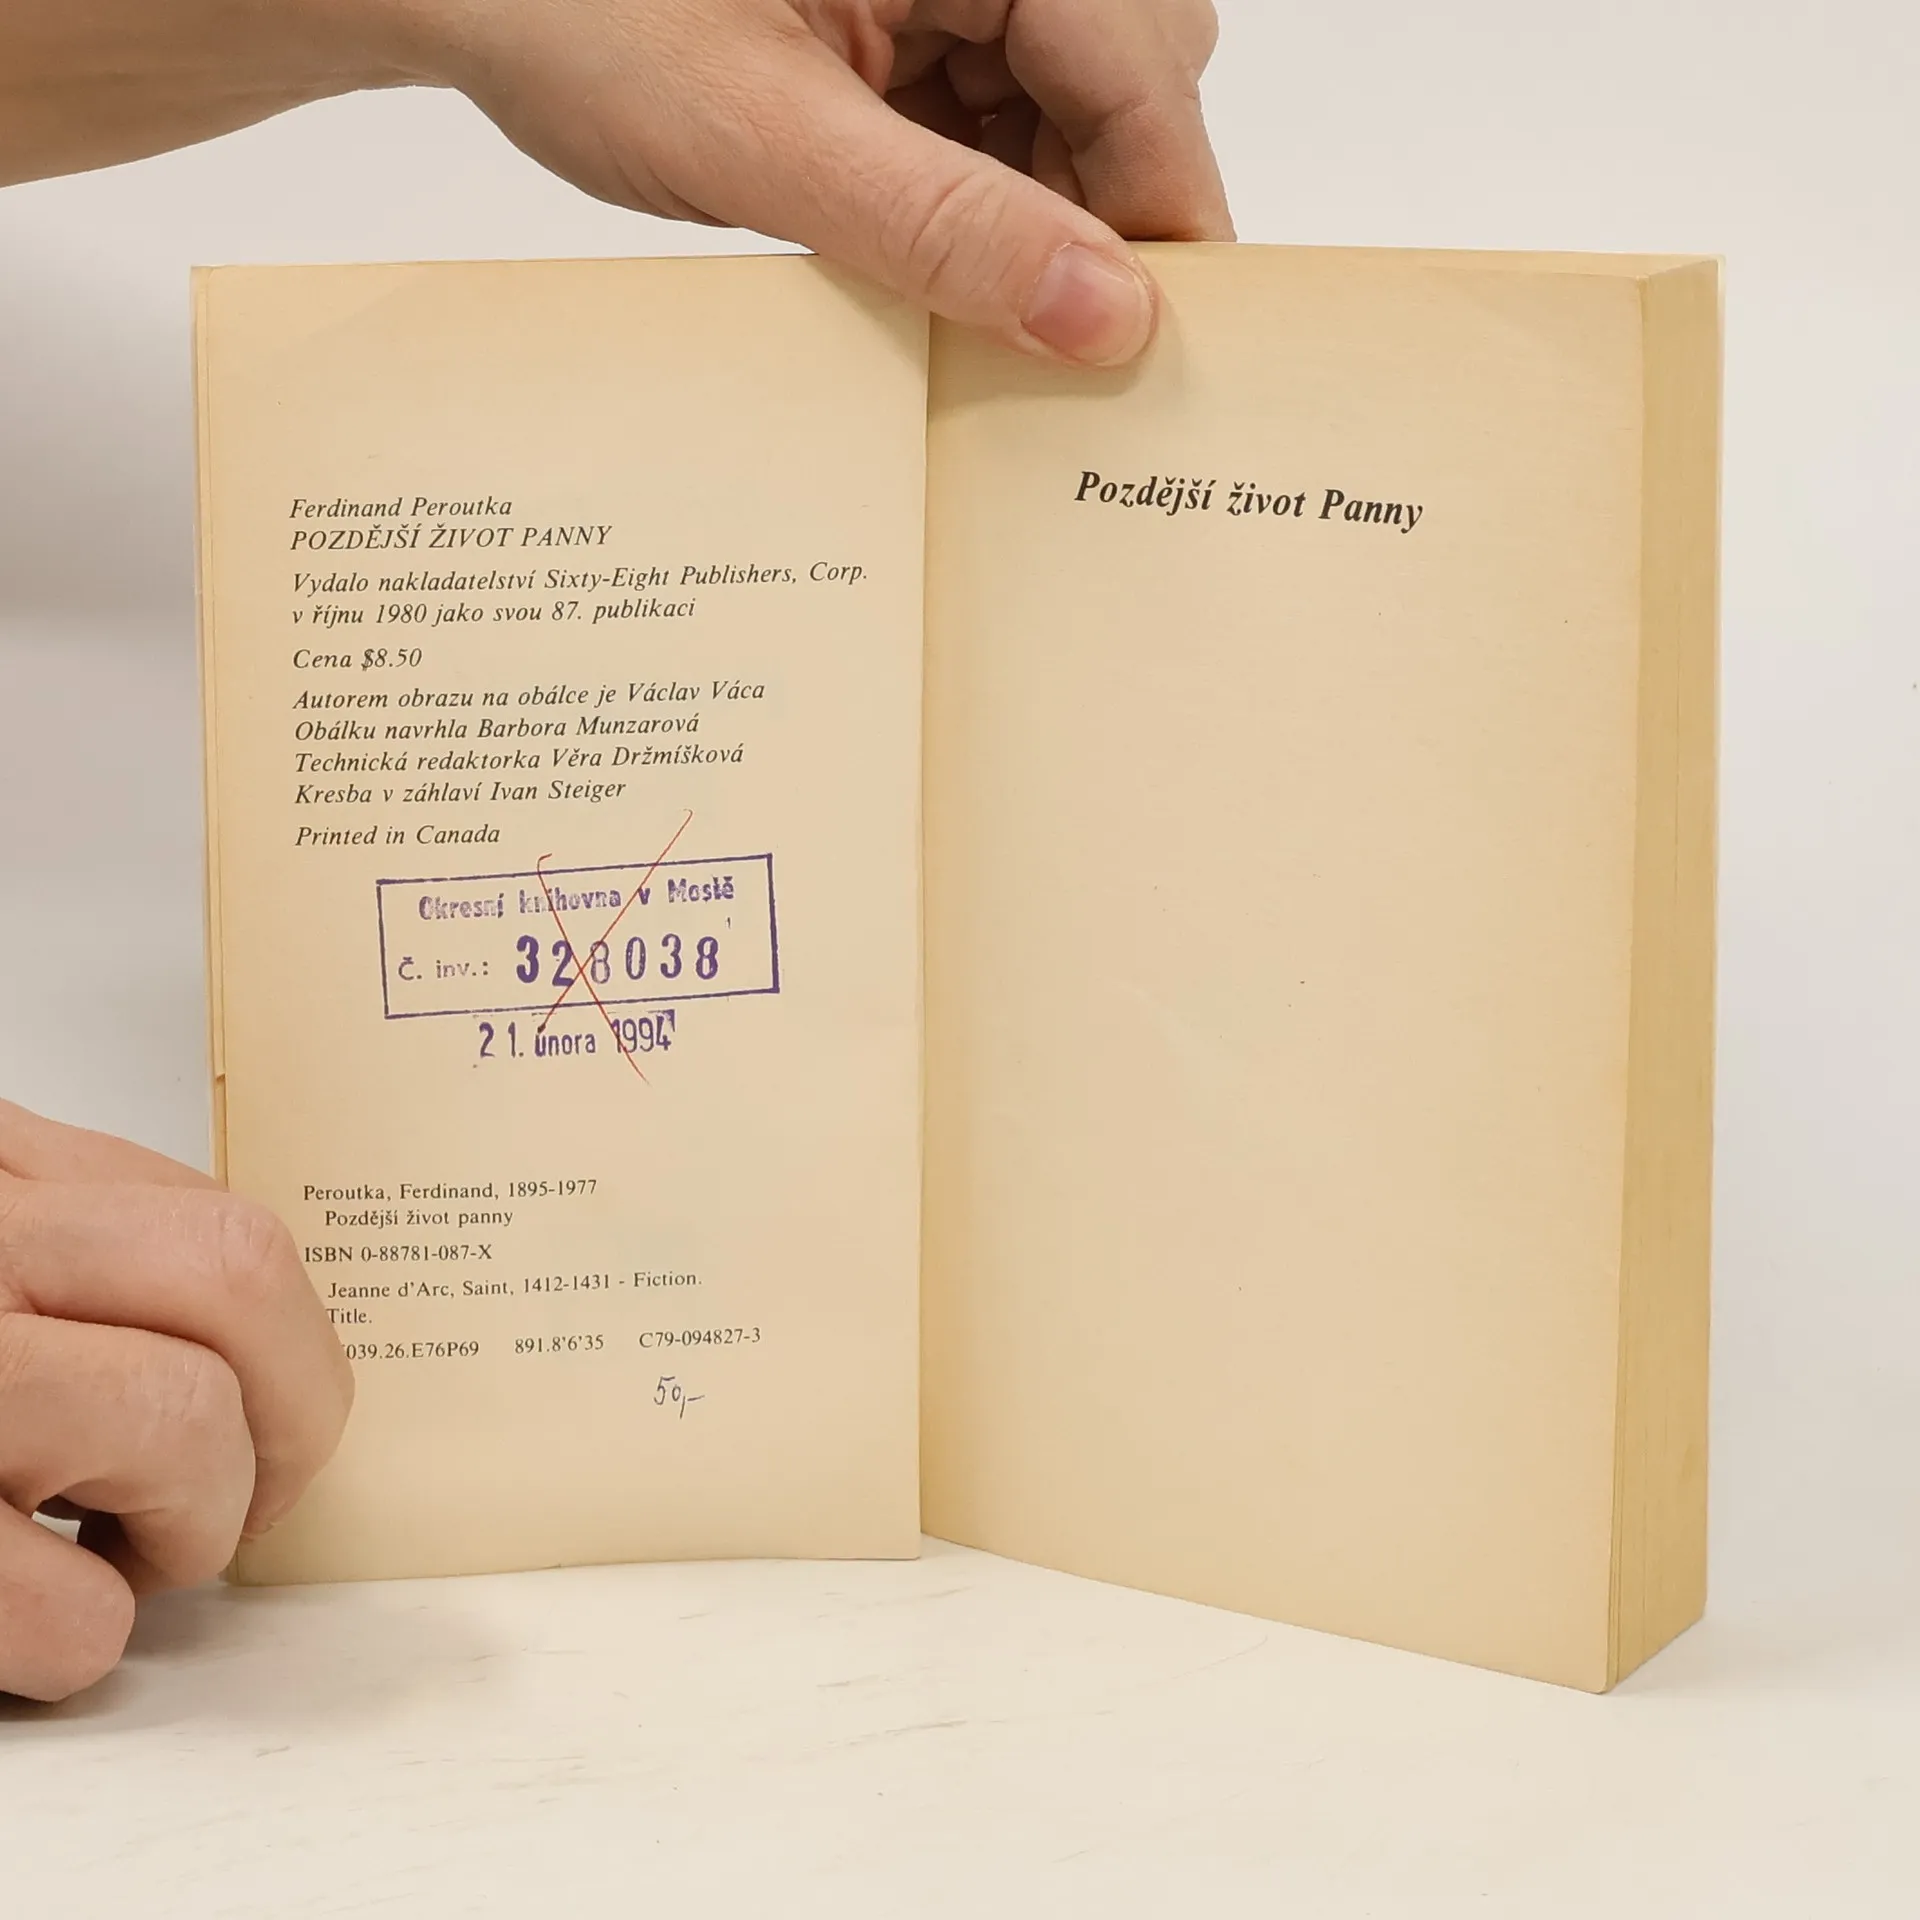 Ferdinand Peroutka
POZDĚJŠÍ ŽIVOT PANNY
Vydalo nakladatelství Sixty-Eight Publishers, Corp.
v říjnu 1980 jako svou 87. publikaci
Cena $8.50
Autorem obrazu na obálce je Václav Váca
Obálku navrhla Barbora Munzarová
Technická redaktorka Věra Držmíšková
Kresba v záhlaví Ivan Steiger
Printed in Canada
Okresní knihovna v Mostě
Č. inv.: 328038
21. února 1994
Peroutka, Ferdinand, 1895-1977
Pozdější život panny
ISBN 0-88781-087-X
Jeanne d'Arc, Saint, 1412-1431 - Fiction.
Title.
039.26.E76P69 891.8'6'35 C79-094827-3
50,-
Pozdější život Panny